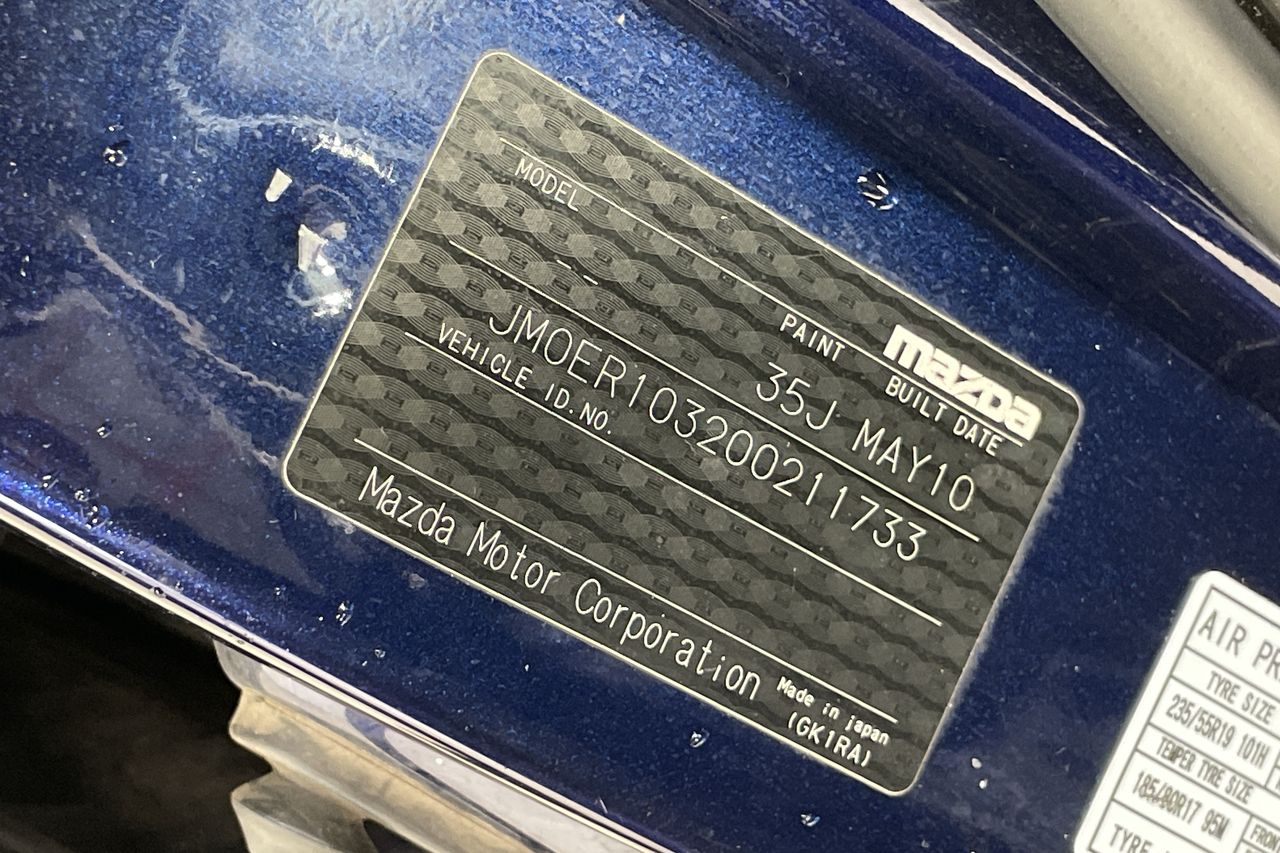 mazda
MODEL PAINT BUILT DATE
-- 35J MAY10
JM0ER103200211733
VEHICLE ID.NO.
Mazda Motor Corporation
Made in japan
(GK1RA)
AIR
TYRE SIZE
235/55R19 101H
TEMPER TYRE SIZE
185/80R17 95M
TYRE